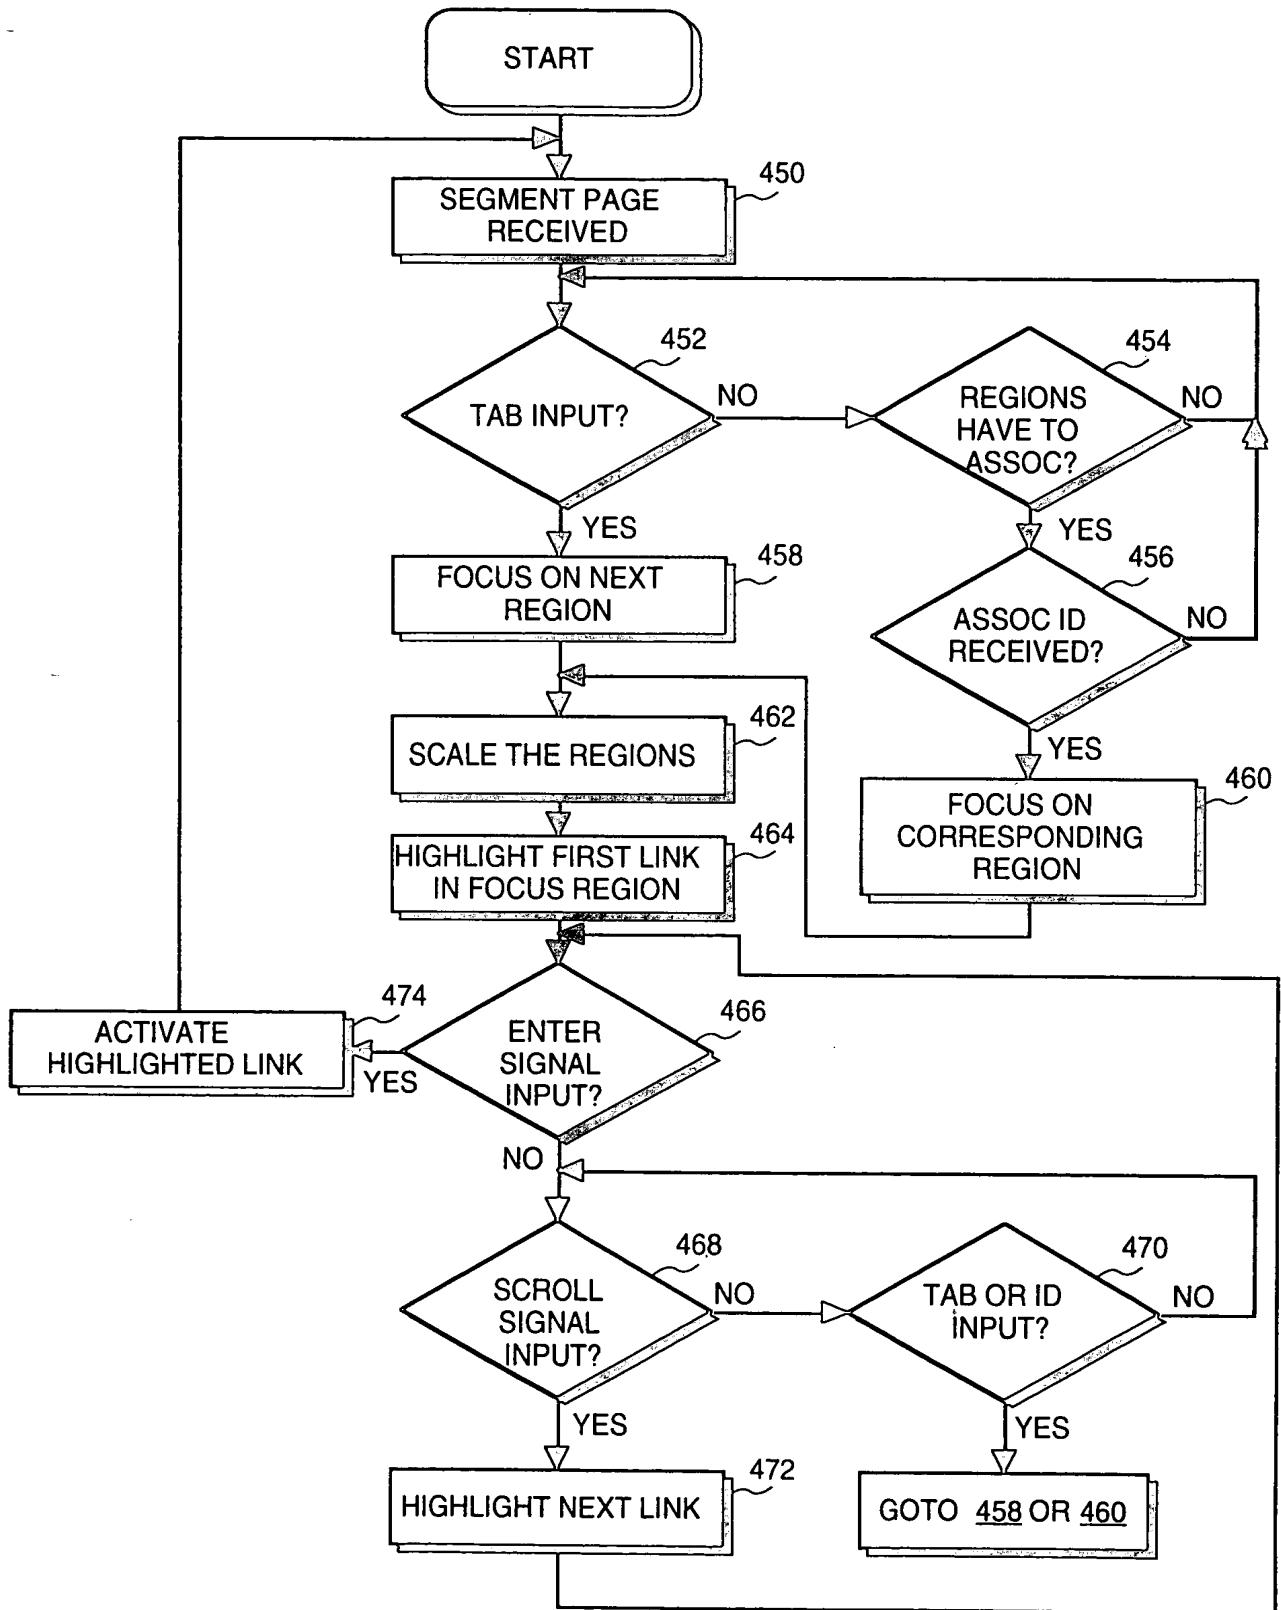 START
450
SEGMENT PAGE
RECEIVED
452
454
TAB INPUT?
NO
REGIONS
HAVE TO
ASSOC?
NO
YES
YES
458
FOCUS ON NEXT
REGION
456
ASSOC ID
RECEIVED?
NO
462
SCALE THE REGIONS
YES
460
FOCUS ON
CORRESPONDING
REGION
464
HIGHLIGHT FIRST LINK
IN FOCUS REGION
474
ACTIVATE
HIGHLIGHTED LINK
YES
466
ENTER
SIGNAL
INPUT?
NO
468
SCROLL
SIGNAL
INPUT?
NO
470
TAB OR ID
INPUT?
NO
YES
YES
472
HIGHLIGHT NEXT LINK
GOTO 458 OR 460